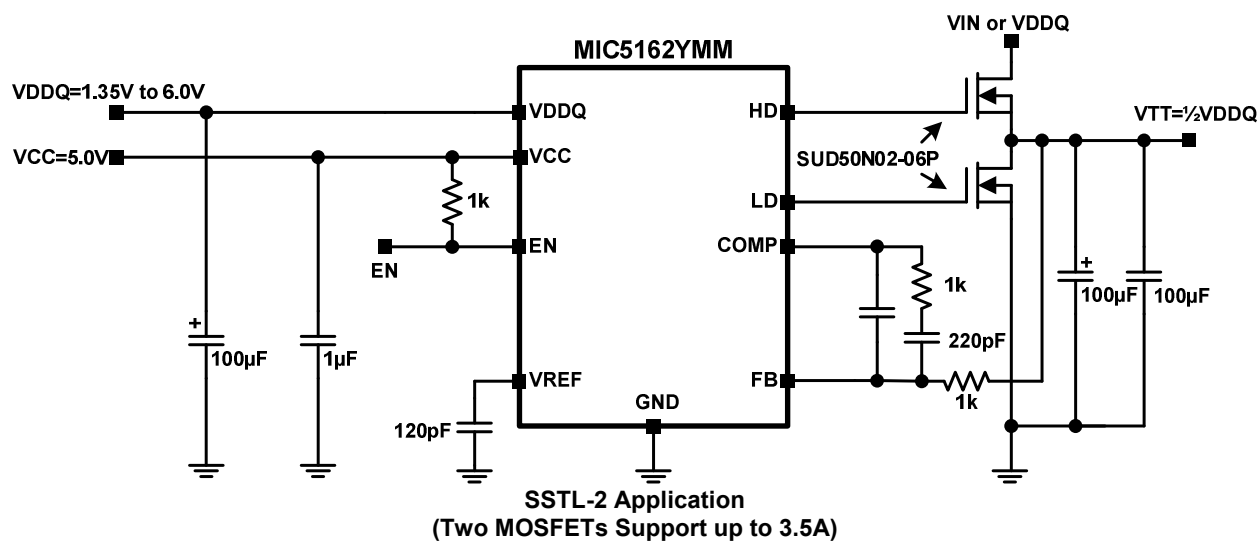 VIN or VDDQ
MIC5162YMM
VDDQ=1.35V to 6.0V
VDDQ
HD
VTT=½VDDQ
VCC=5.0V
VCC
SUD50N02-06P
1k
LD
EN
EN
COMP
1k
100µF
100µF
+
+
100µF
1µF
220pF
VREF
FB
GND
1k
120pF
SSTL-2 Application
(Two MOSFETs Support up to 3.5A)